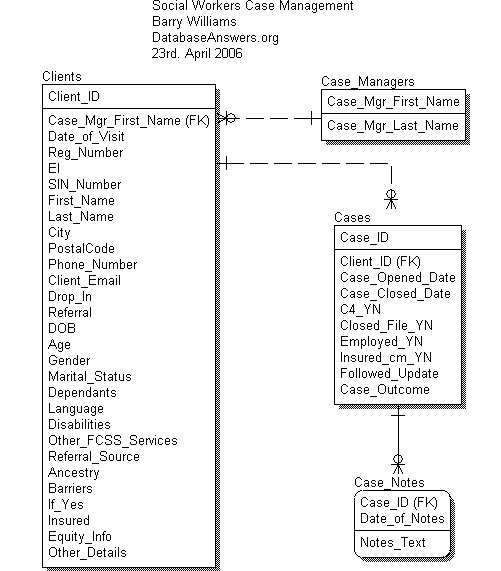 Social Workers Case Management
Barry Williams
DatabaseAnswers.org
23rd. April 2006
Clients
Client_ID
Case_Mgr_First_Name (FK)
Date_of_Visit
Reg_Number
EI
SIN_Number
First_Name
Last_Name
City
PostalCode
Phone_Number
Client_Email
Drop_In
Referral
DOB
Age
Gender
Marital_Status
Dependants
Language
Disabilities
Other_FCSS_Services
Referral_Source
Ancestry
Barriers
If_Yes
Insured
Equity_Info
Other_Details
Case_Managers
Case_Mgr_First_Name
Case_Mgr_Last_Name
Cases
Case_ID
Client_ID (FK)
Case_Opened_Date
Case_Closed_Date
C4_YN
Closed_File_YN
Employed_YN
Insured_cm_YN
Followed_Update
Case_Outcome
Case_Notes
Case_ID (FK)
Date_of_Notes
Notes_Text